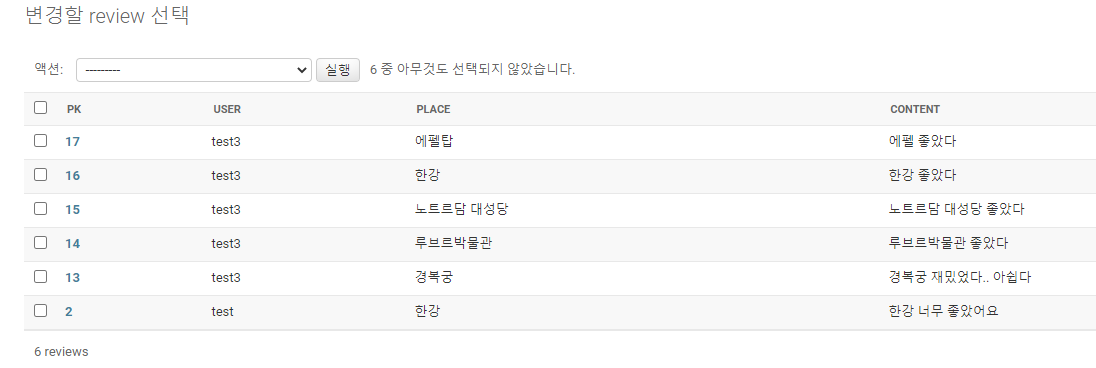 변경할 review 선택
액션: --------- 실행 6 중 아무것도 선택되지 않았습니다.
PK USER PLACE CONTENT
17 test3 에펠탑 에펠 좋았다
16 test3 한강 한강 좋았다
15 test3 노트르담 대성당 노트르담 대성당 좋았다
14 test3 루브르박물관 루브르박물관 좋았다
13 test3 경복궁 경복궁 재밌었다.. 아쉽다
2 test 한강 한강 너무 좋았어요
6 reviews